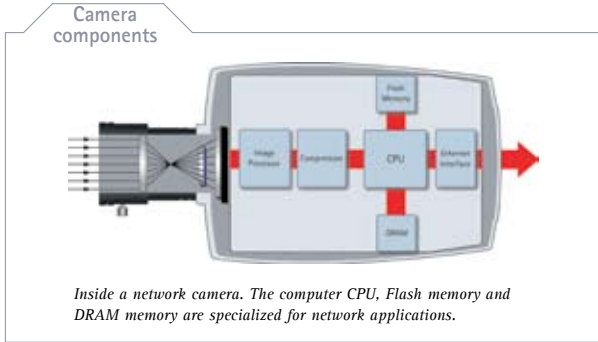 Camera
components
Flash
Memory
Image
Processor
Compression
CPU
Ethernet
Interface
DRAM
Inside a network camera. The computer CPU, Flash memory and
DRAM memory are specialized for network applications.